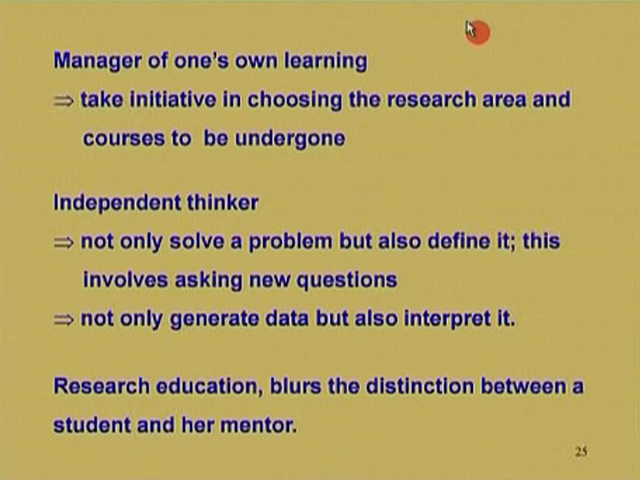 Manager of one's own learning
⇒ take initiative in choosing the research area and
courses to be undergone
Independent thinker
⇒ not only solve a problem but also define it; this
involves asking new questions
⇒ not only generate data but also interpret it.
Research education, blurs the distinction between a
student and her mentor.
25